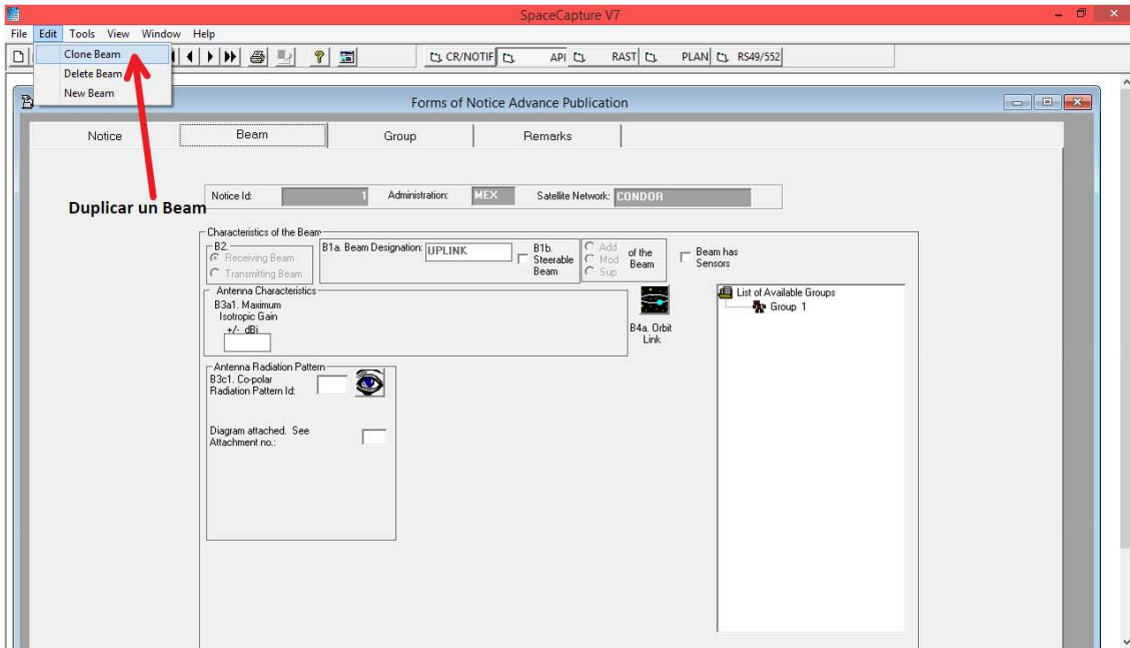 SpaceCapture V7
File Edit Tools View Window Help
Clone Beam
Delete Beam
New Beam
CR/NOTIF API RAST PLAN RS49/552
Forms of Notice Advance Publication
Notice Beam Group Remarks
Duplicar un Beam
Notice Id: 1 Administration: MEX Satellite Network: CONDOR
Characteristics of the Beam
B2.
Receiving Beam
Transmitting Beam
B1a. Beam Designation: UPLINK
B1b.
Steerable
Beam
Add
Mod
Sup
of the
Beam
Beam has
Sensors
Antenna Characteristics
B3a1. Maximum
Isotropic Gain
+/- dBi
B4a. Orbit
Link
List of Available Groups
Group 1
Antenna Radiation Pattern
B3c1. Co-polar
Radiation Pattern Id:
Diagram attached. See
Attachment no.: